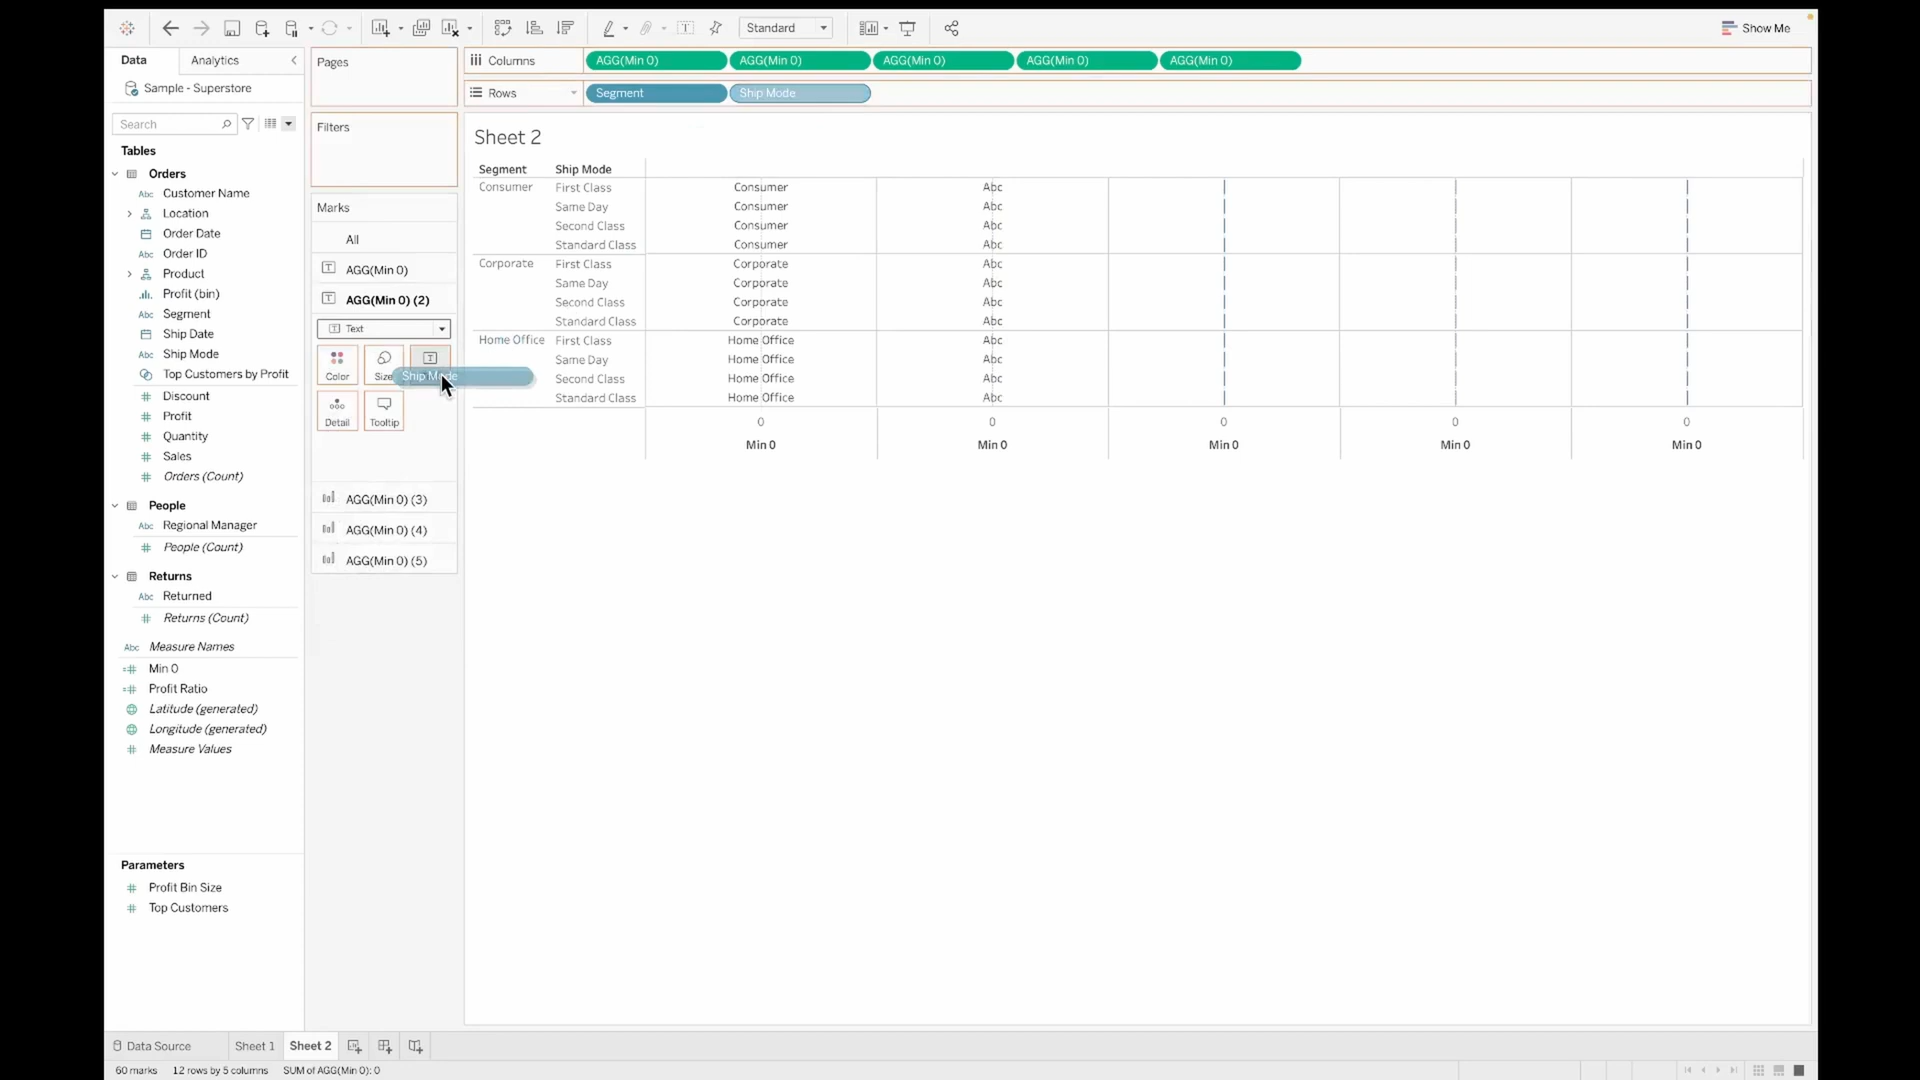 Standard
Show Me
Data
Analytics
Pages
Columns
AGG(Min 0)
AGG(Min 0)
AGG(Min 0)
AGG(Min 0)
AGG(Min 0)
Sample - Superstore
Rows
Segment
Ship Mode
Search
Filters
Sheet 2
Tables
Orders
Customer Name
Location
Order Date
Order ID
Product
Profit (bin)
Segment
Ship Date
Ship Mode
Top Customers by Profit
Discount
Profit
Quantity
Sales
Orders (Count)
People
Regional Manager
People (Count)
Returns
Returned
Returns (Count)
Measure Names
Min 0
Profit Ratio
Latitude (generated)
Longitude (generated)
Measure Values
Parameters
Profit Bin Size
Top Customers
Marks
All
AGG(Min 0)
AGG(Min 0) (2)
Text
Color
Size
Ship Mode
Detail
Tooltip
AGG(Min 0) (3)
AGG(Min 0) (4)
AGG(Min 0) (5)
Segment Ship Mode
Consumer First Class Consumer Abc
Same Day Consumer Abc
Second Class Consumer Abc
Standard Class Consumer Abc
Corporate First Class Corporate Abc
Same Day Corporate Abc
Second Class Corporate Abc
Standard Class Corporate Abc
Home Office First Class Home Office Abc
Same Day Home Office Abc
Second Class Home Office Abc
Standard Class Home Office Abc
0 0 0 0 0
Min 0 Min 0 Min 0 Min 0 Min 0
Data Source
Sheet 1
Sheet 2
60 marks 12 rows by 5 columns SUM of AGG(Min 0): 0